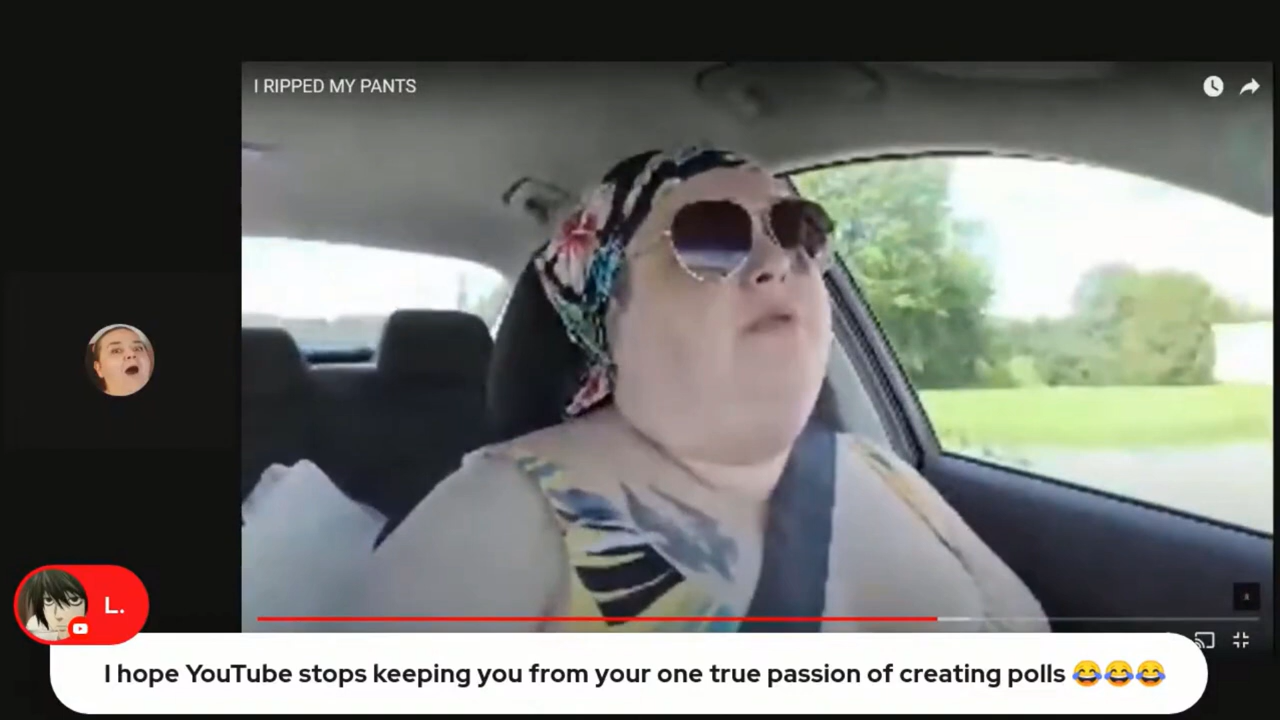 I RIPPED MY PANTS
L.
I hope YouTube stops keeping you from your one true passion of creating polls 😂😂😂